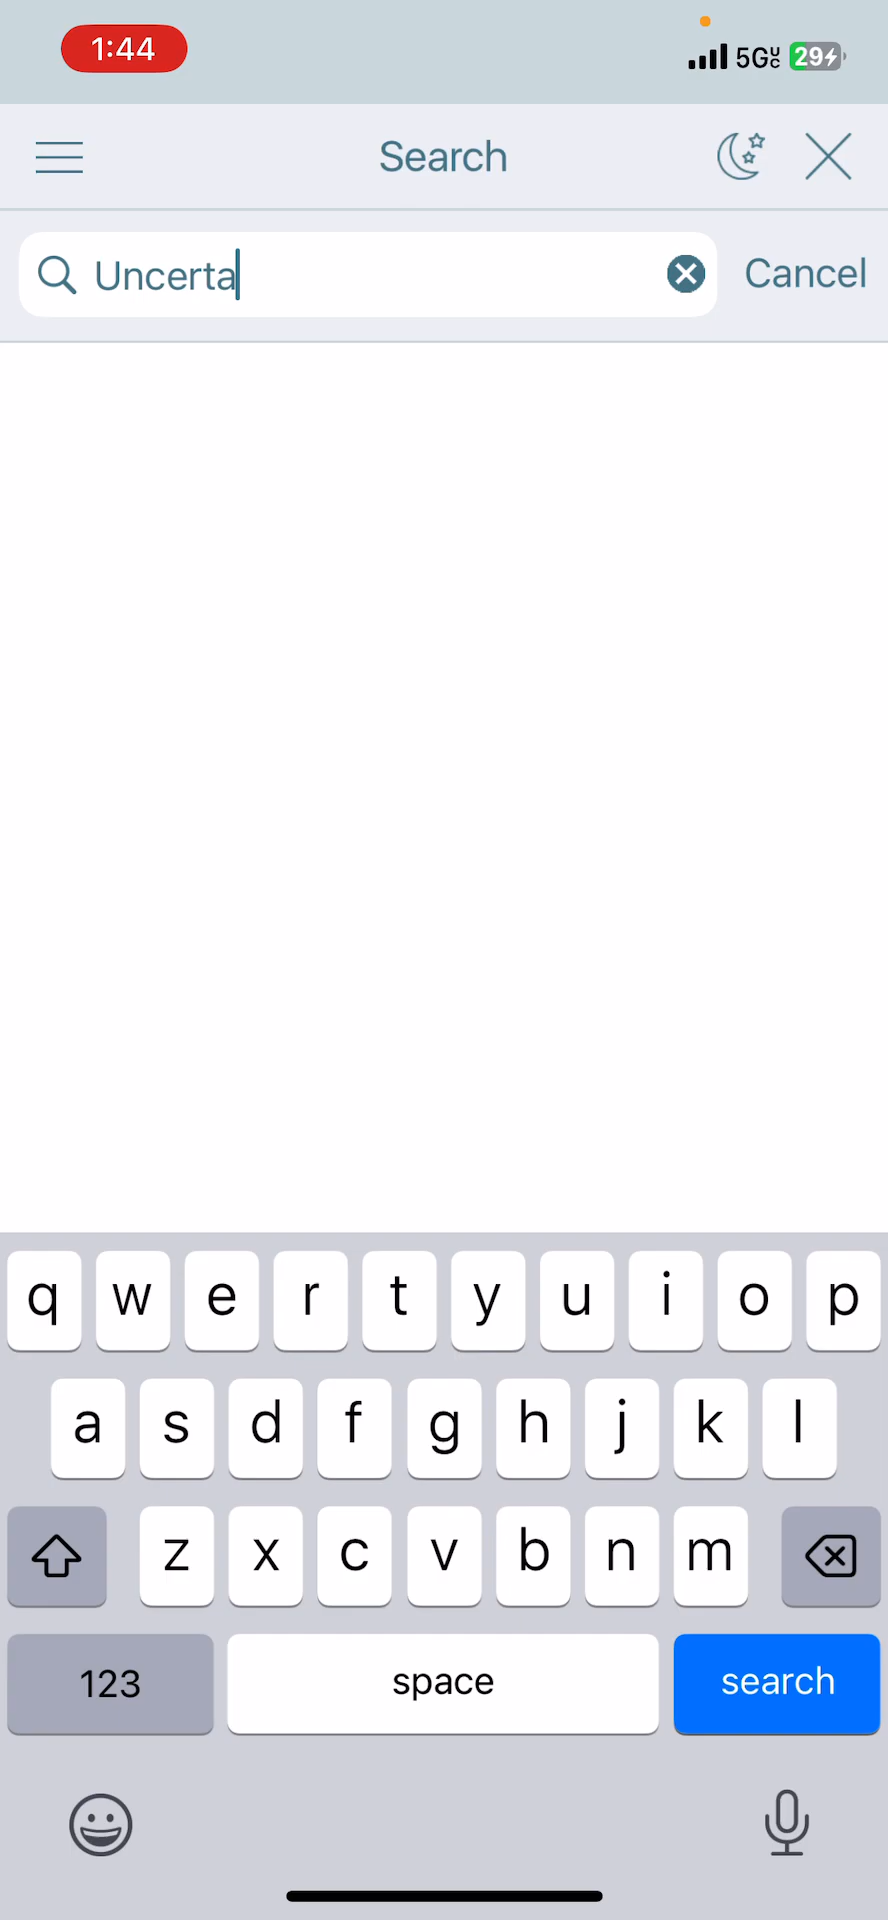 1:44
5G 29
Search
Uncerta
Cancel
q w e r t y u i o p
a s d f g h j k l
z x c v b n m
123 space search